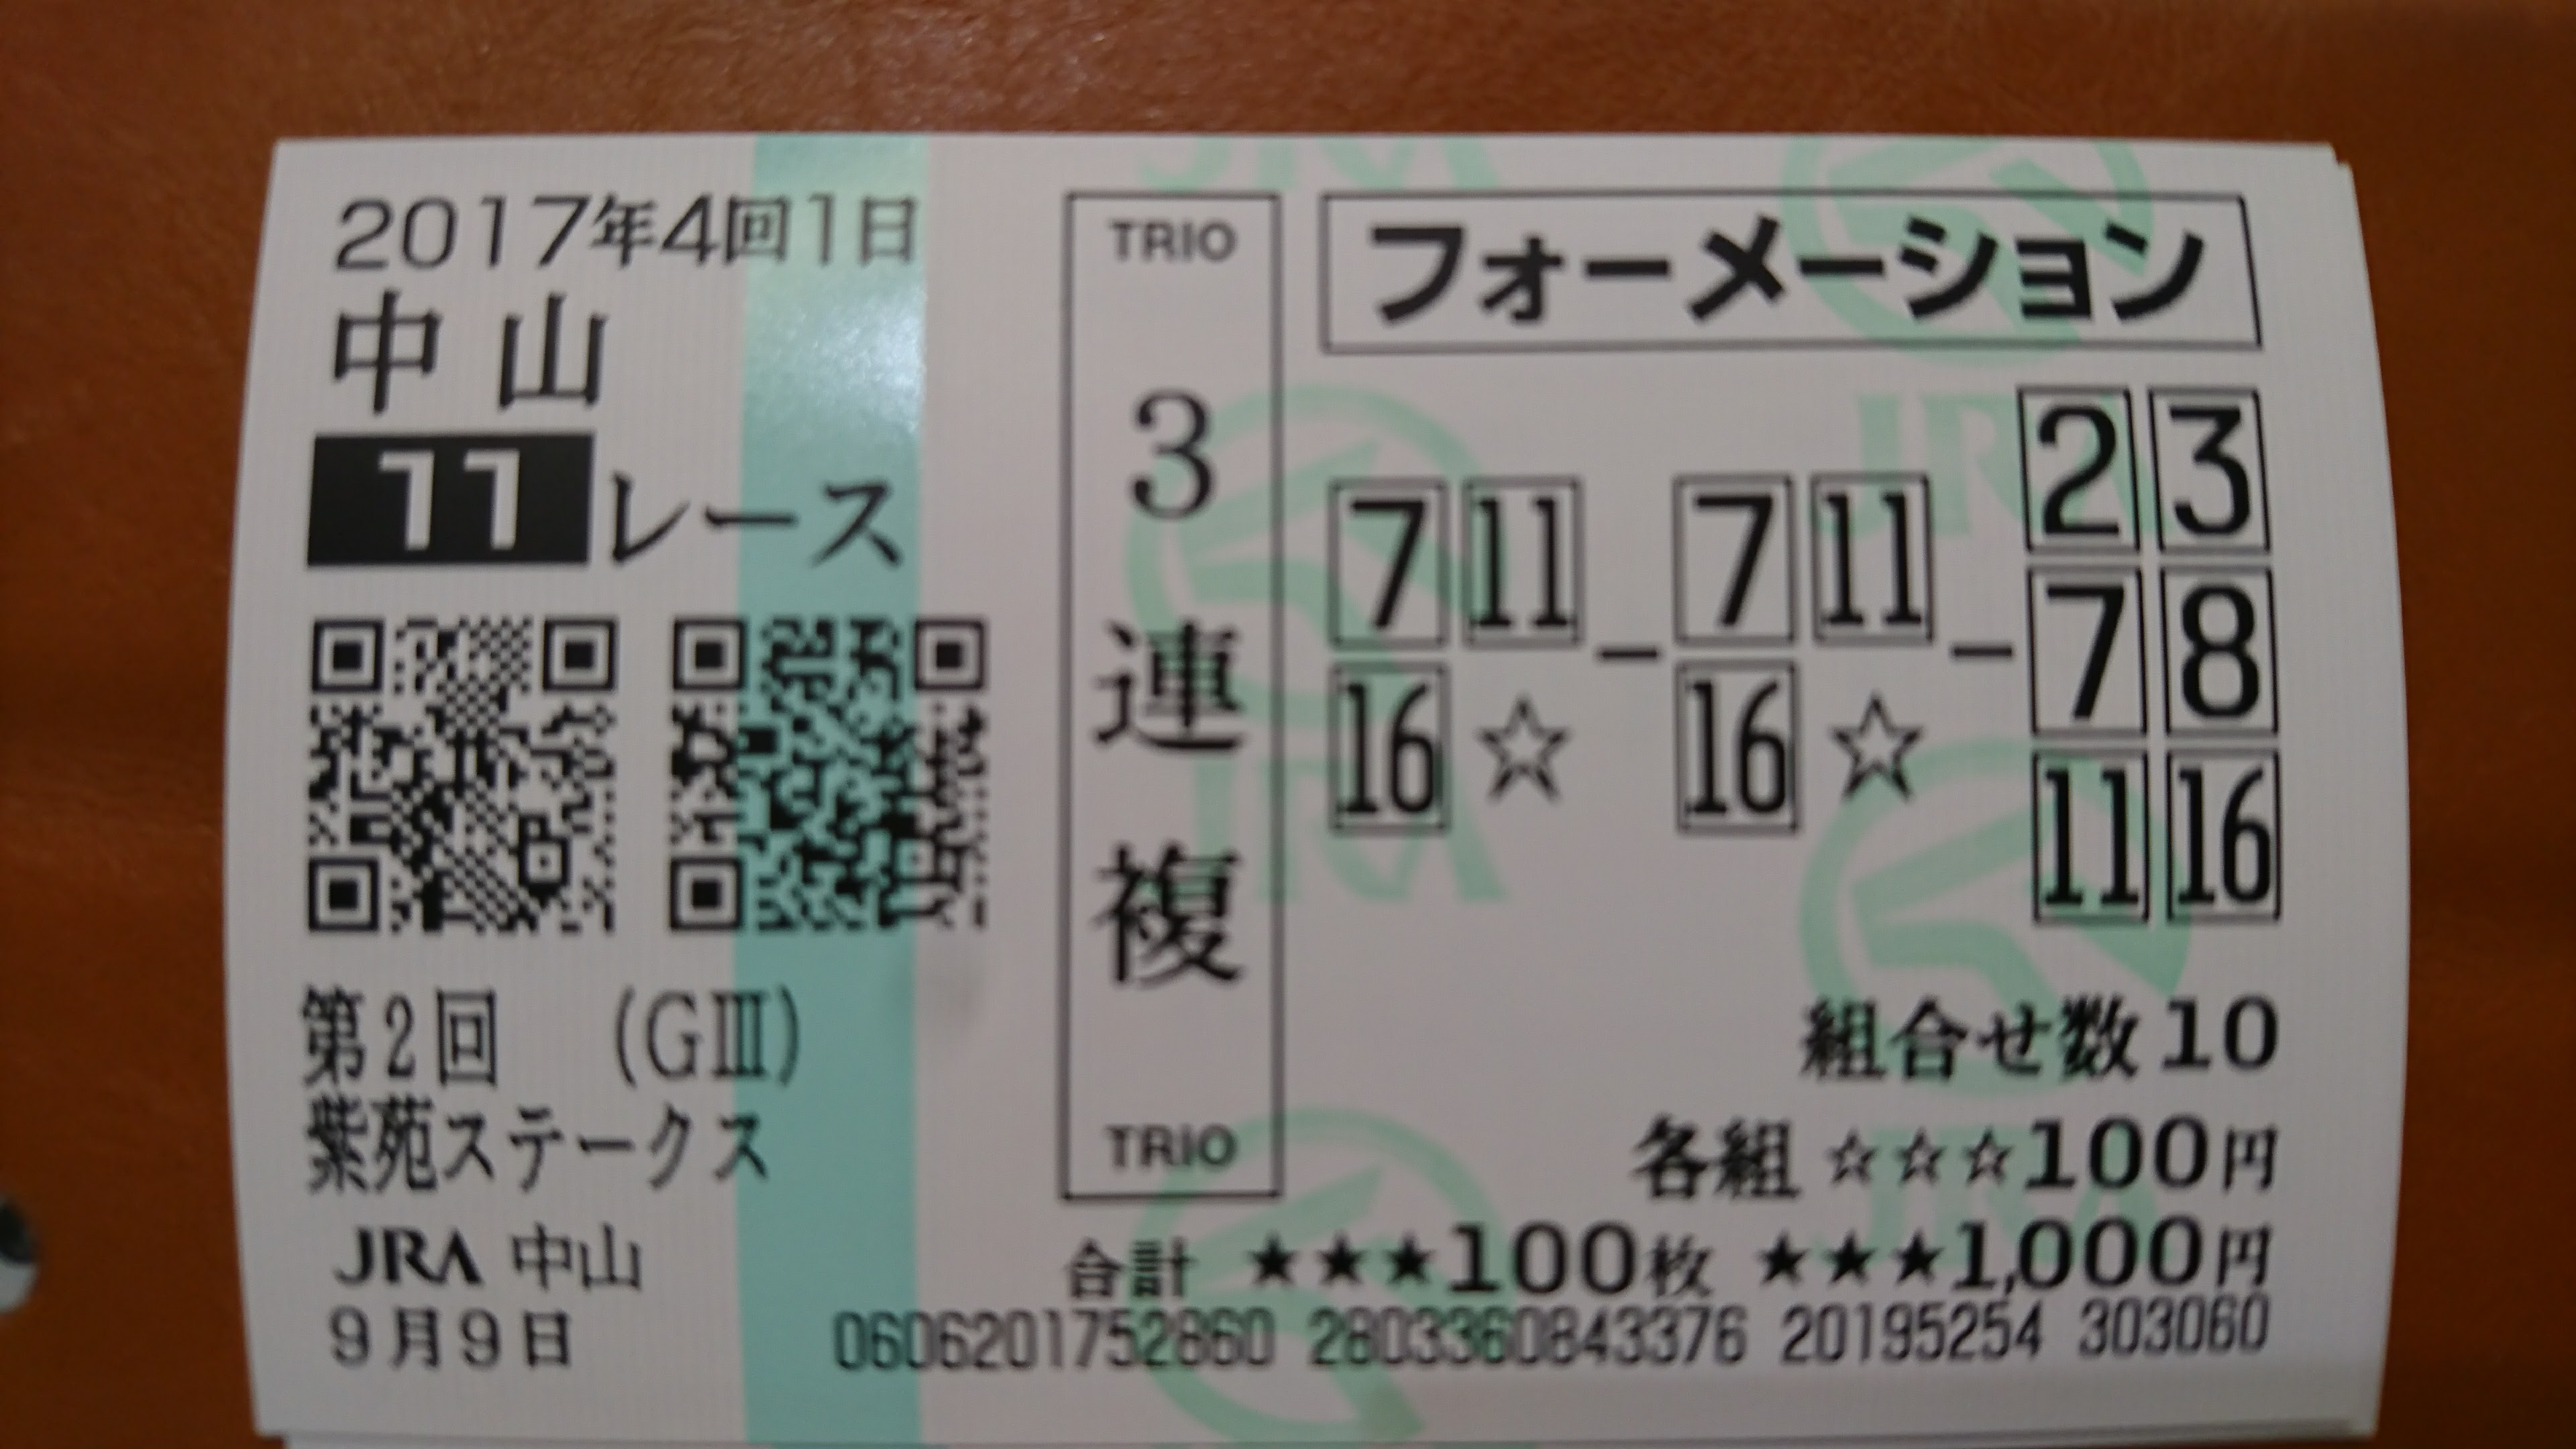 2017年4回1日
中山
11レース
第2回 (GⅢ)
紫苑ステークス
JRA 中山
9月9日
TRIO
3連複
TRIO
フォーメーション
2 3
7 11 - 7 11 - 7 8
16 ☆ 16 ☆ 11 16
組合せ数10
各組 ☆☆☆100円
合計 ★★★100枚 ★★★1,000円
0606201752860 2803360843376 20195254 303060